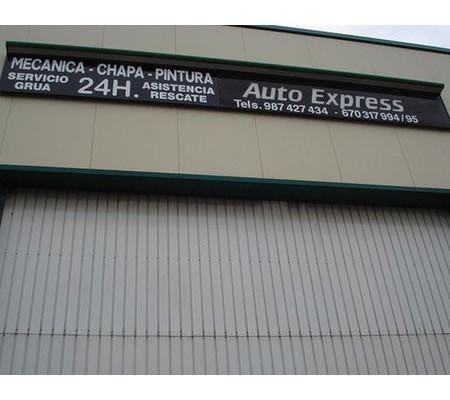 MECANICA - CHAPA - PINTURA
SERVICIO GRUA 24H. ASISTENCIA RESCATE
Auto Express
Tels. 987 427 434 - 670 317 994 / 95